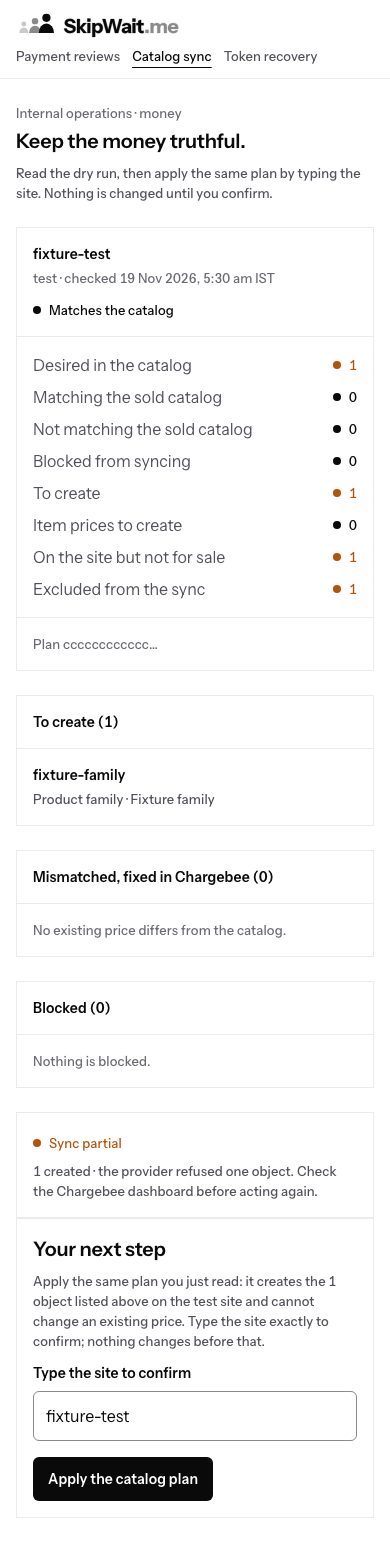 SkipWait.me
Payment reviews Catalog sync Token recovery
Internal operations · money
Keep the money truthful.
Read the dry run, then apply the same plan by typing the
site. Nothing is changed until you confirm.
fixture-test
test · checked 19 Nov 2026, 5:30 am IST
Matches the catalog
Desired in the catalog 1
Matching the sold catalog 0
Not matching the sold catalog 0
Blocked from syncing 0
To create 1
Item prices to create 0
On the site but not for sale 1
Excluded from the sync 1
Plan cccccccccccc…
To create (1)
fixture-family
Product family · Fixture family
Mismatched, fixed in Chargebee (0)
No existing price differs from the catalog.
Blocked (0)
Nothing is blocked.
Sync partial
1 created · the provider refused one object. Check
the Chargebee dashboard before acting again.
Your next step
Apply the same plan you just read: it creates the 1
object listed above on the test site and cannot
change an existing price. Type the site exactly to
confirm; nothing changes before that.
Type the site to confirm
fixture-test
Apply the catalog plan